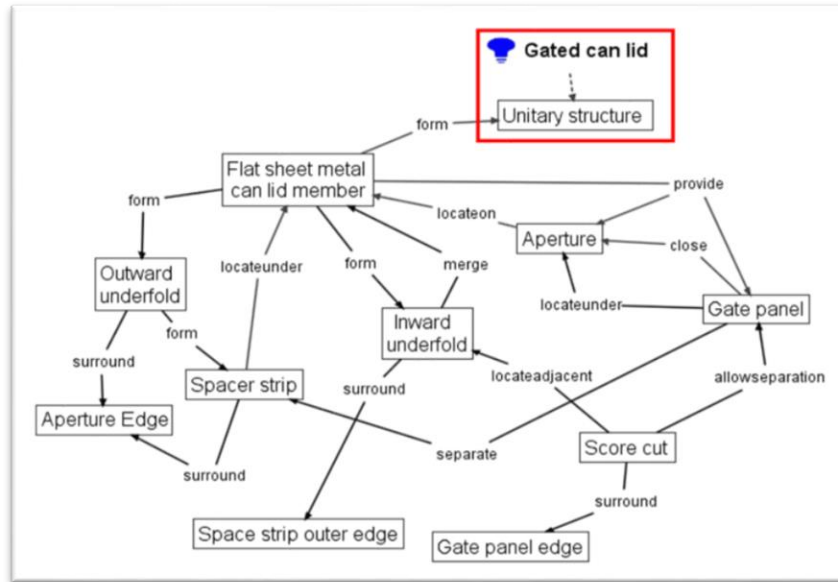 Gated can lid
Unitary structure
form
Flat sheet metal
can lid member
provide
form
locateon
Aperture
close
locateunder
form
merge
Outward
underfold
locateunder
Gate panel
form
Inward
underfold
surround
Spacer strip
surround
locateadjacent
allowseparation
Aperture Edge
Score cut
separate
surround
surround
Space strip outer edge
Gate panel edge